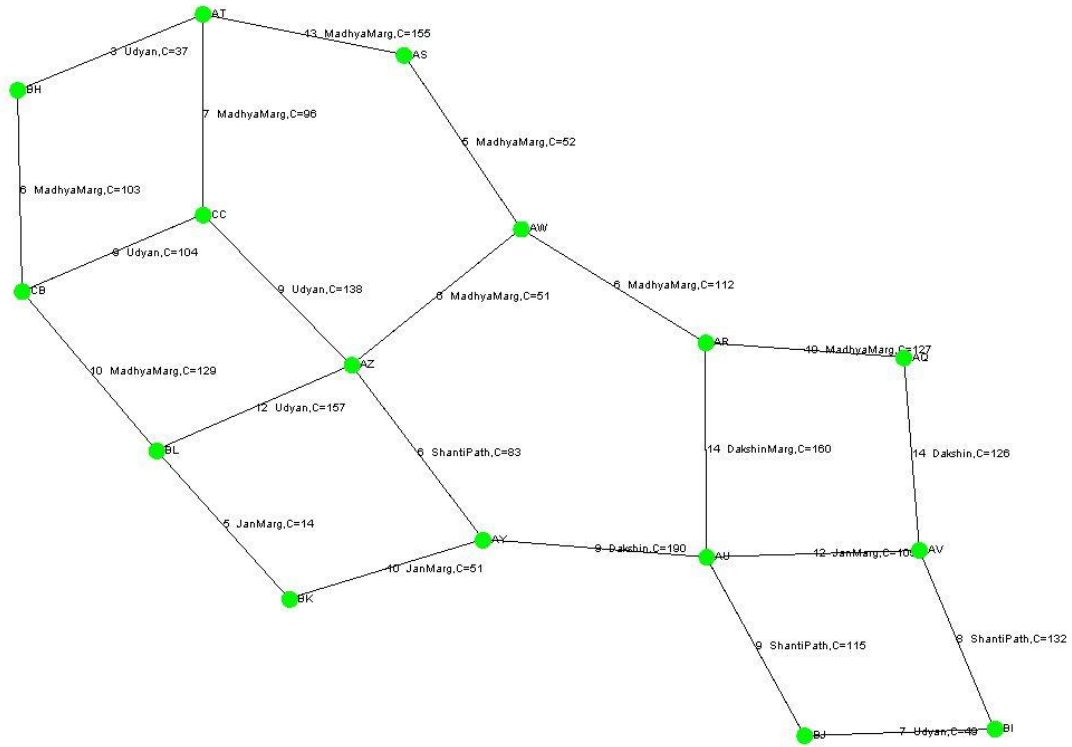 AT
13 MadhyaMarg,C=155
3 Udyan,C=37
AS
BH
7 MadhyaMarg,C=96
5 MadhyaMarg,C=52
6 MadhyaMarg,C=103
CC
AW
9 Udyan,C=104
CB
9 Udyan,C=138
6 MadhyaMarg,C=51
6 MadhyaMarg,C=112
AR
10 MadhyaMarg,C=127
AQ
AZ
10 MadhyaMarg,C=129
12 Udyan,C=157
BL
6 ShantiPath,C=83
14 DakshinMarg,C=160
14 Dakshin,C=126
5 JanMarg,C=14
AY
9 Dakshin,C=190
AU
12 JanMarg,
AV
10 JanMarg,C=51
BK
9 ShantiPath,C=115
8 ShantiPath,C=132
BJ
7 Udyan,C=49
BI